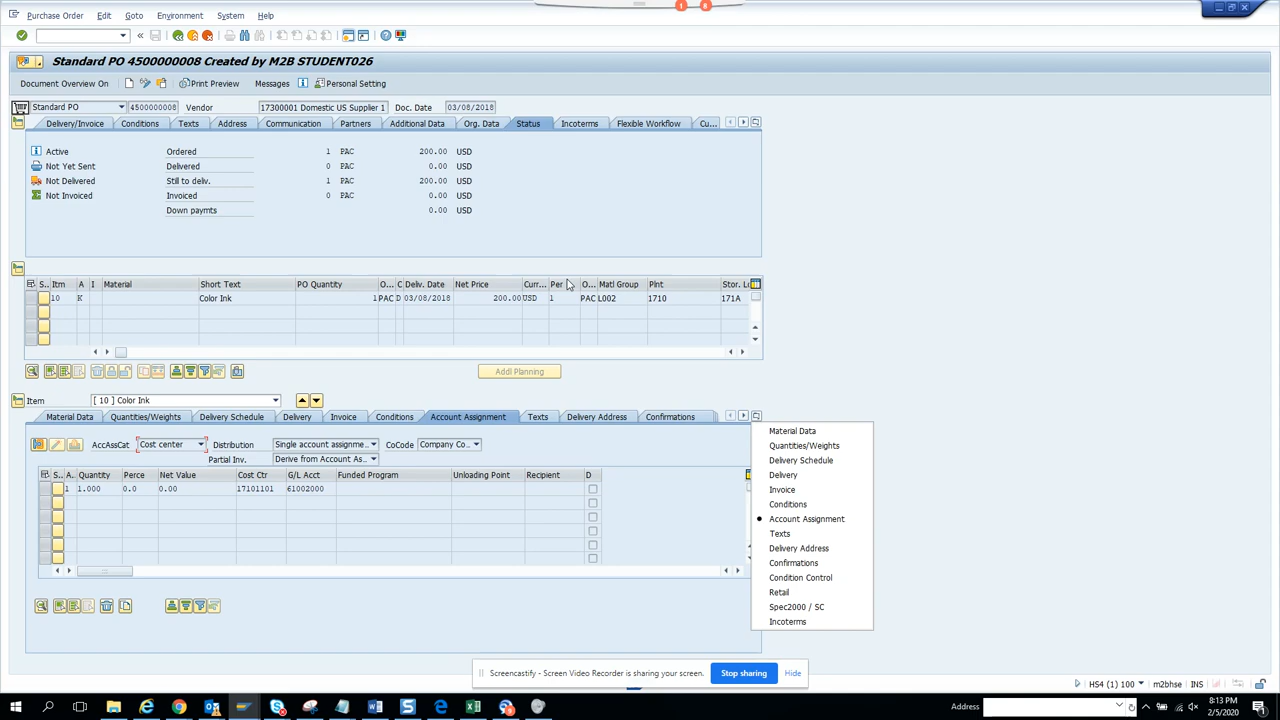 1 8
Purchase Order Edit Goto Environment System Help
Standard PO 4500000008 Created by M2B STUDENT026
Document Overview On Print Preview Messages Personal Setting
Standard PO 4500000008 Vendor 17300001 Domestic US Supplier 1 Doc. Date 03/08/2018
Delivery/Invoice Conditions Texts Address Communication Partners Additional Data Org. Data Status Incoterms Flexible Workflow Cu...
Active Ordered 1 PAC 200.00 USD
Not Yet Sent Delivered 0 PAC 0.00 USD
Not Delivered Still to deliv. 1 PAC 200.00 USD
Not Invoiced Invoiced 0 PAC 0.00 USD
Down paymts 0.00 USD
S.. Itm A I Material Short Text PO Quantity O... C Deliv. Date Net Price Curr... Per O... Matl Group Plnt Stor. Lo
10 K Color Ink 1 PAC D 03/08/2018 200.00 USD 1 PAC L002 1710 171A
Addl Planning
Item [ 10 ] Color Ink
Material Data Quantities/Weights Delivery Schedule Delivery Invoice Conditions Account Assignment Texts Delivery Address Confirmations
AccAssCat Cost center Distribution Single account assignme... CoCode Company Co...
Partial Inv. Derive from Account As...
S.. A. Quantity Perce Net Value Cost Ctr G/L Acct Funded Program Unloading Point Recipient D
1 1.000 0.0 0.00 17101101 61002000
Material Data
Quantities/Weights
Delivery Schedule
Delivery
Invoice
Conditions
Account Assignment
Texts
Delivery Address
Confirmations
Condition Control
Retail
Spec2000 / SC
Incoterms
Screencastify - Screen Video Recorder is sharing your screen. Stop sharing Hide
HS4 (1) 100 m2bhse INS
Address 8:13 PM
2/5/2020